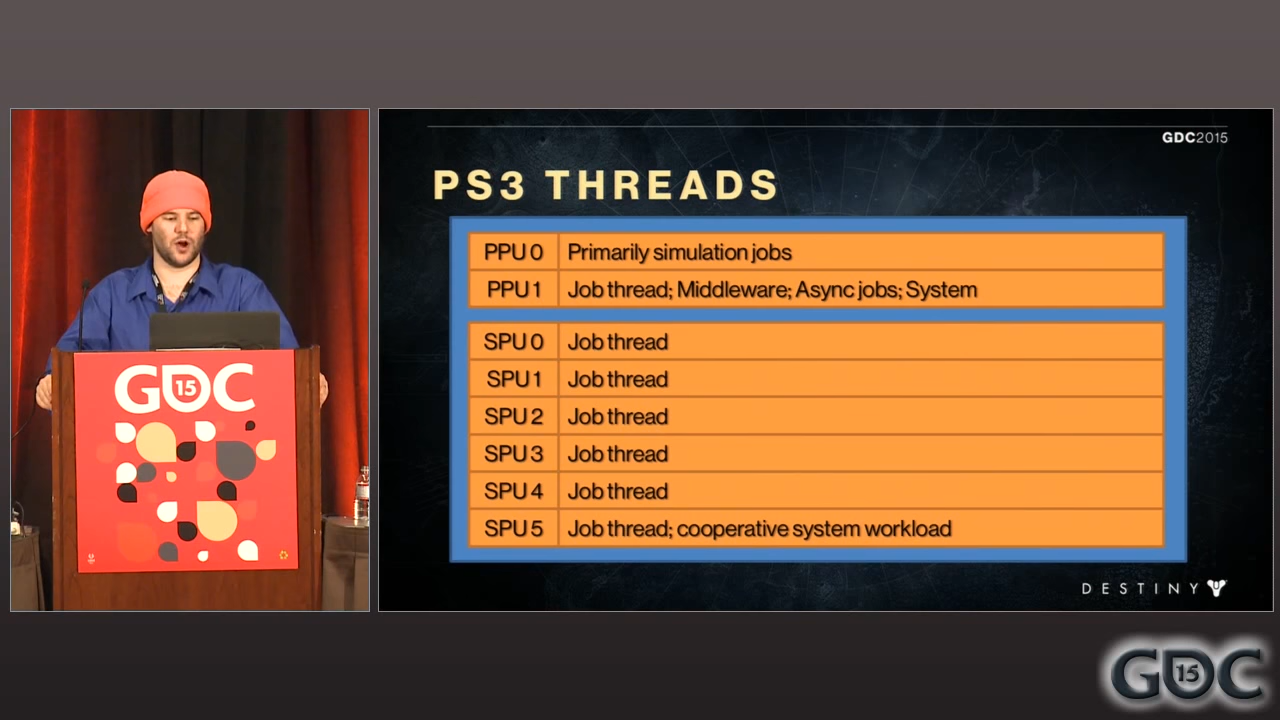 GDC2015
PS3 THREADS
PPU 0 Primarily simulation jobs
PPU 1 Job thread; Middleware; Async jobs; System
SPU 0 Job thread
SPU 1 Job thread
SPU 2 Job thread
SPU 3 Job thread
SPU 4 Job thread
SPU 5 Job thread; cooperative system workload
DESTINY
GDC 15
GDC 15